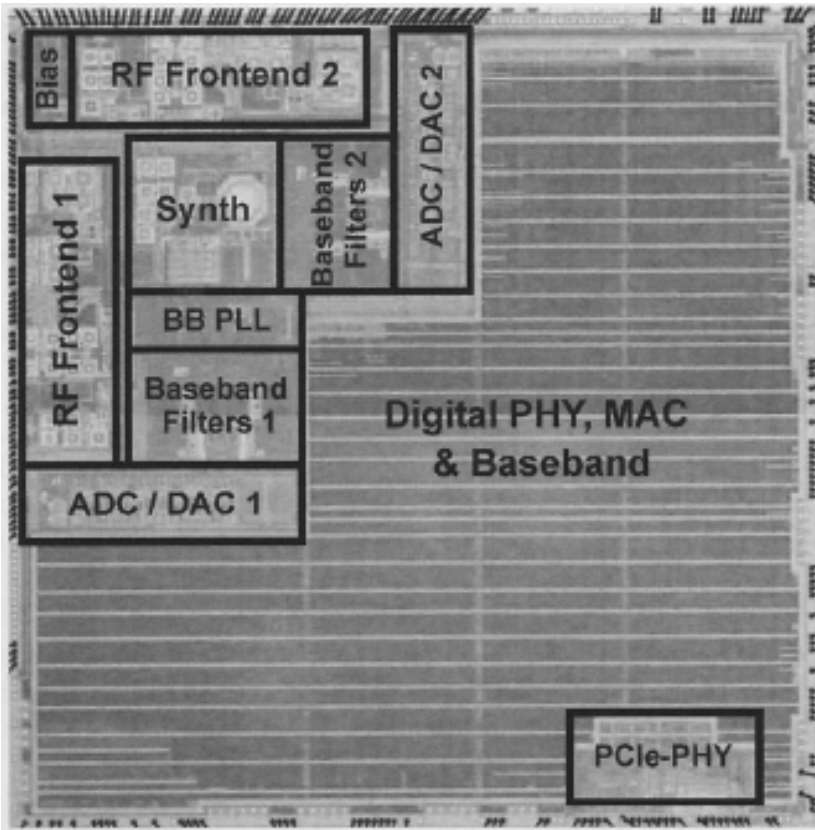 Bias
RF Frontend 2
ADC / DAC 2
Synth
Baseband
Filters 2
RF Frontend 1
BB PLL
Baseband
Filters 1
Digital PHY, MAC
& Baseband
ADC / DAC 1
PCIe-PHY